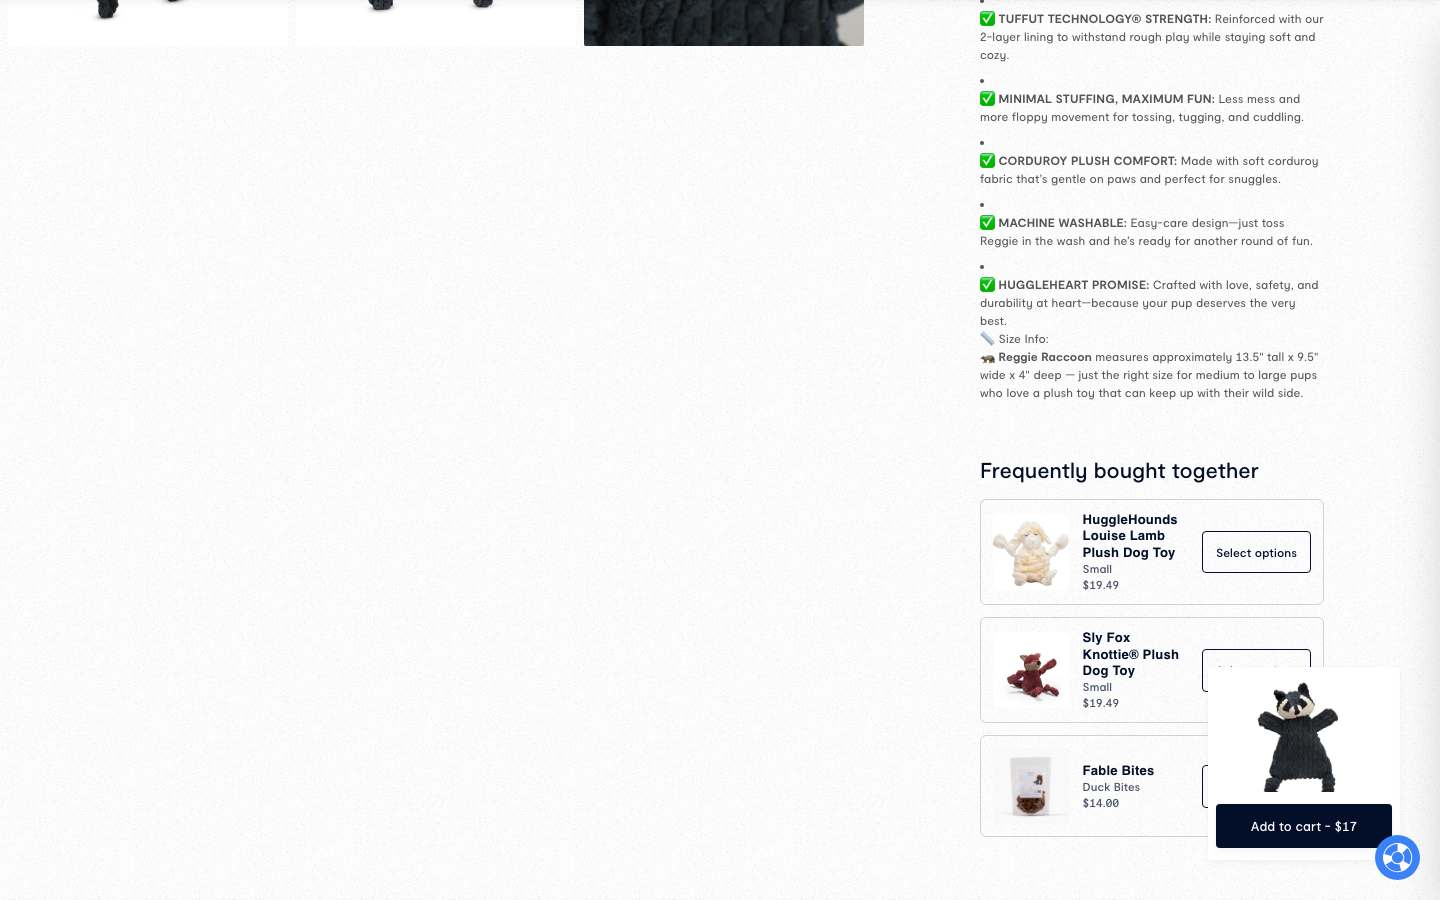 ✅ TUFFUT TECHNOLOGY® STRENGTH: Reinforced with our
2-layer lining to withstand rough play while staying soft and
cozy.
✅ MINIMAL STUFFING, MAXIMUM FUN: Less mess and
more floppy movement for tossing, tugging, and cuddling.
✅ CORDUROY PLUSH COMFORT: Made with soft corduroy
fabric that's gentle on paws and perfect for snuggles.
✅ MACHINE WASHABLE: Easy-care design—just toss
Reggie in the wash and he's ready for another round of fun.
✅ HUGGLEHEART PROMISE: Crafted with love, safety, and
durability at heart—because your pup deserves the very
best.
📏 Size Info:
🦡 Reggie Raccoon measures approximately 13.5" tall x 9.5"
wide x 4" deep — just the right size for medium to large pups
who love a plush toy that can keep up with their wild side.
Frequently bought together
HuggleHounds
Louise Lamb
Plush Dog Toy
Small
$19.49
Select options
Sly Fox
Knottie® Plush
Dog Toy
Small
$19.49
Fable Bites
Duck Bites
$14.00
Add to cart - $17